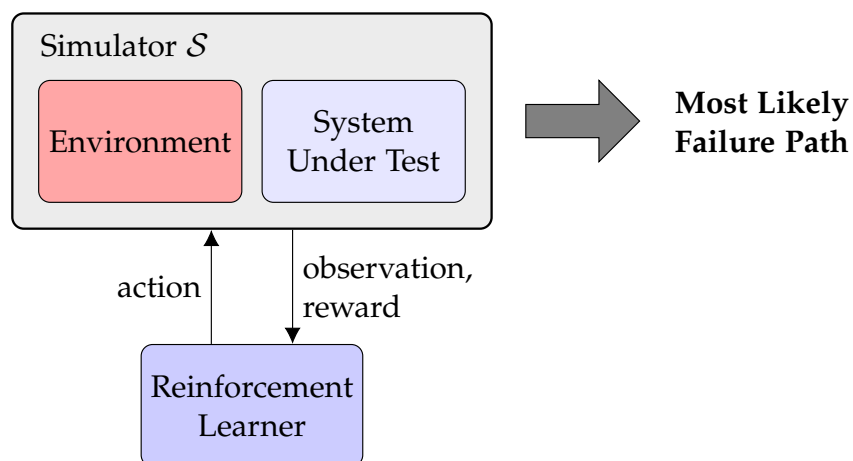 Simulator 𝒮
Environment
System
Under Test
Most Likely
Failure Path
action
observation,
reward
Reinforcement
Learner